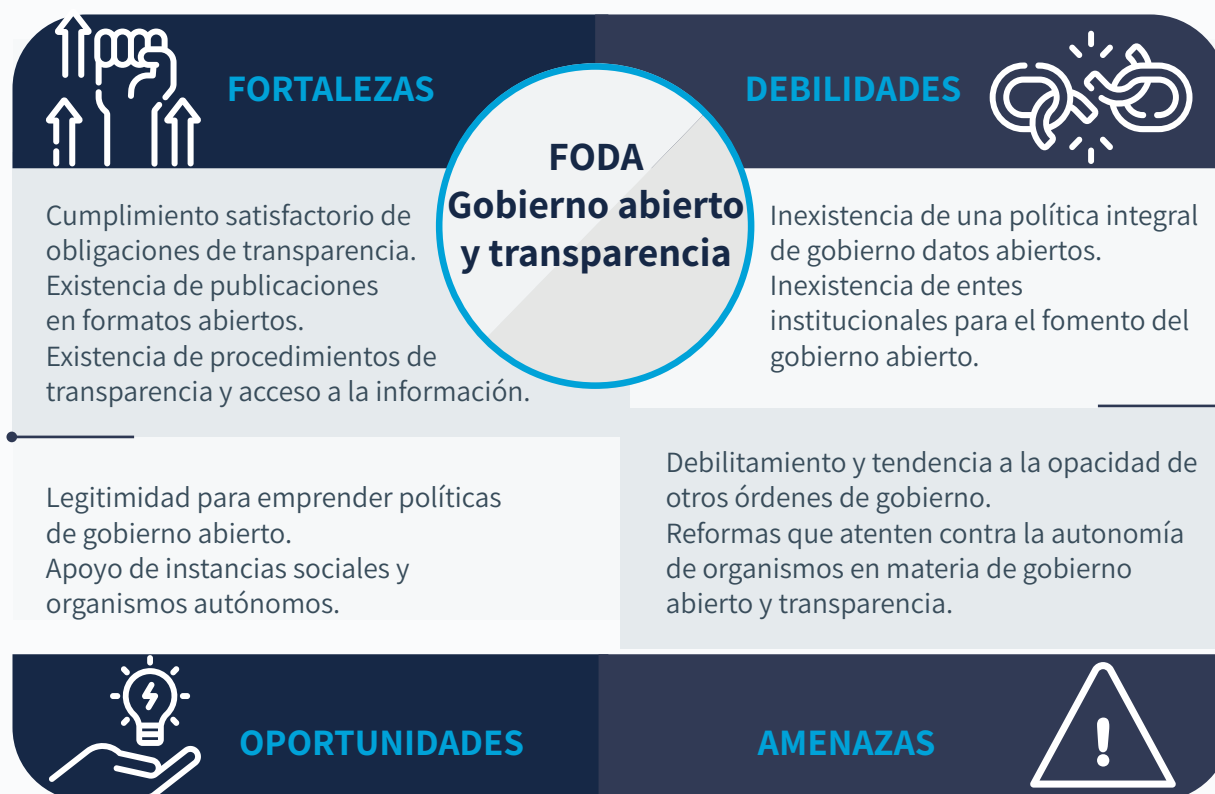 FORTALEZAS
DEBILIDADES
FODA
Gobierno abierto
y transparencia
Cumplimiento satisfactorio de
obligaciones de transparencia.
Existencia de publicaciones
en formatos abiertos.
Existencia de procedimientos de
transparencia y acceso a la información.
Inexistencia de una política integral
de gobierno datos abiertos.
Inexistencia de entes
institucionales para el fomento del
gobierno abierto.
Legitimidad para emprender políticas
de gobierno abierto.
Apoyo de instancias sociales y
organismos autónomos.
Debilitamiento y tendencia a la opacidad de
otros órdenes de gobierno.
Reformas que atenten contra la autonomía
de organismos en materia de gobierno
abierto y transparencia.
OPORTUNIDADES
AMENAZAS